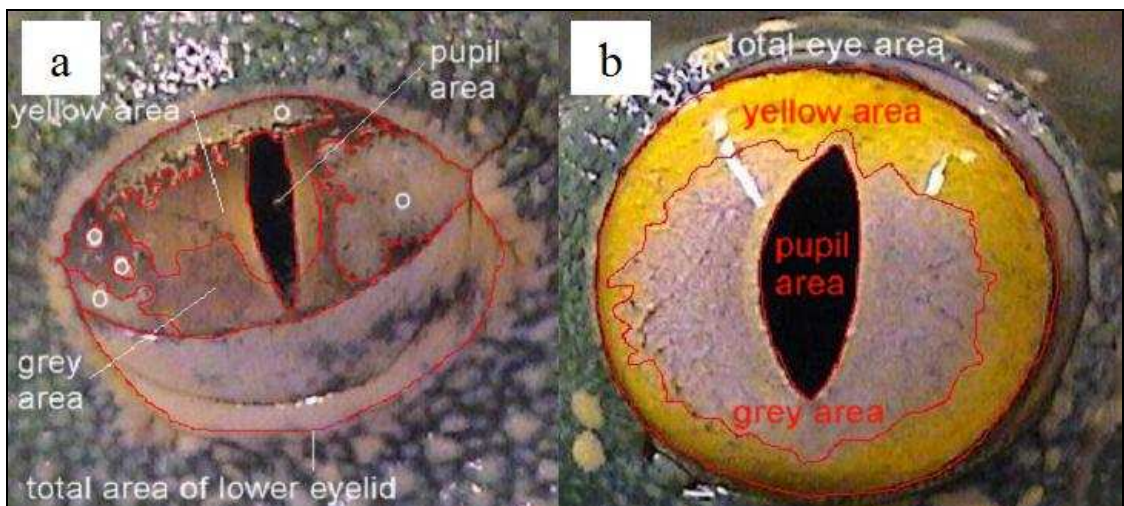 a
pupil
area
yellow area
grey
area
total area of lower eyelid
b
total eye area
yellow area
pupil
area
grey area